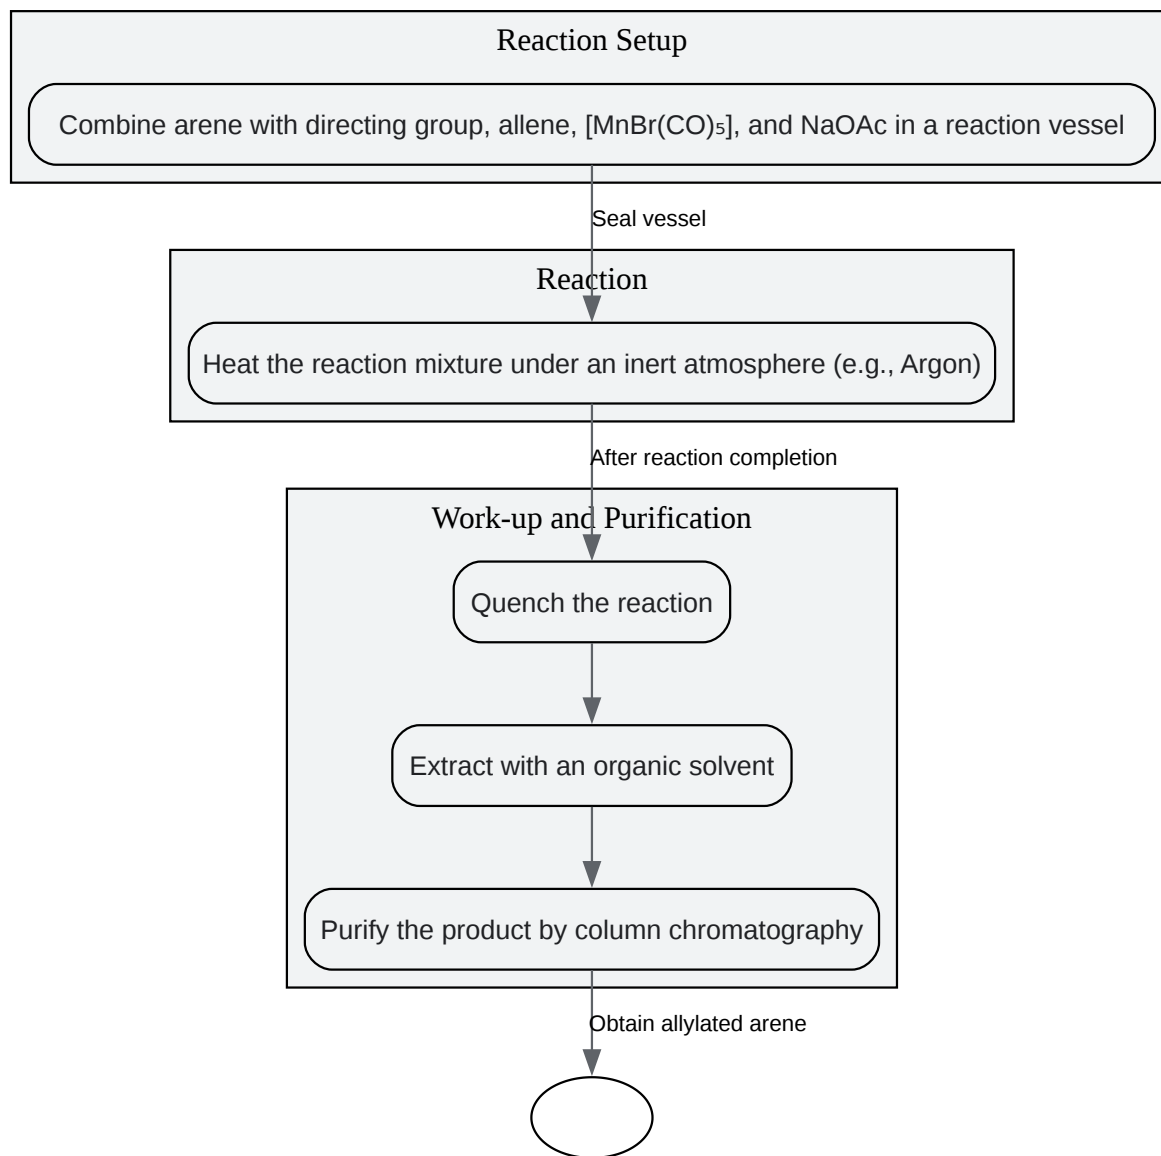 Reaction Setup
Combine arene with directing group, allene, [MnBr(CO)₅], and NaOAc in a reaction vessel
Seal vessel
Reaction
Heat the reaction mixture under an inert atmosphere (e.g., Argon)
After reaction completion
Work-up and Purification
Quench the reaction
Extract with an organic solvent
Purify the product by column chromatography
Obtain allylated arene